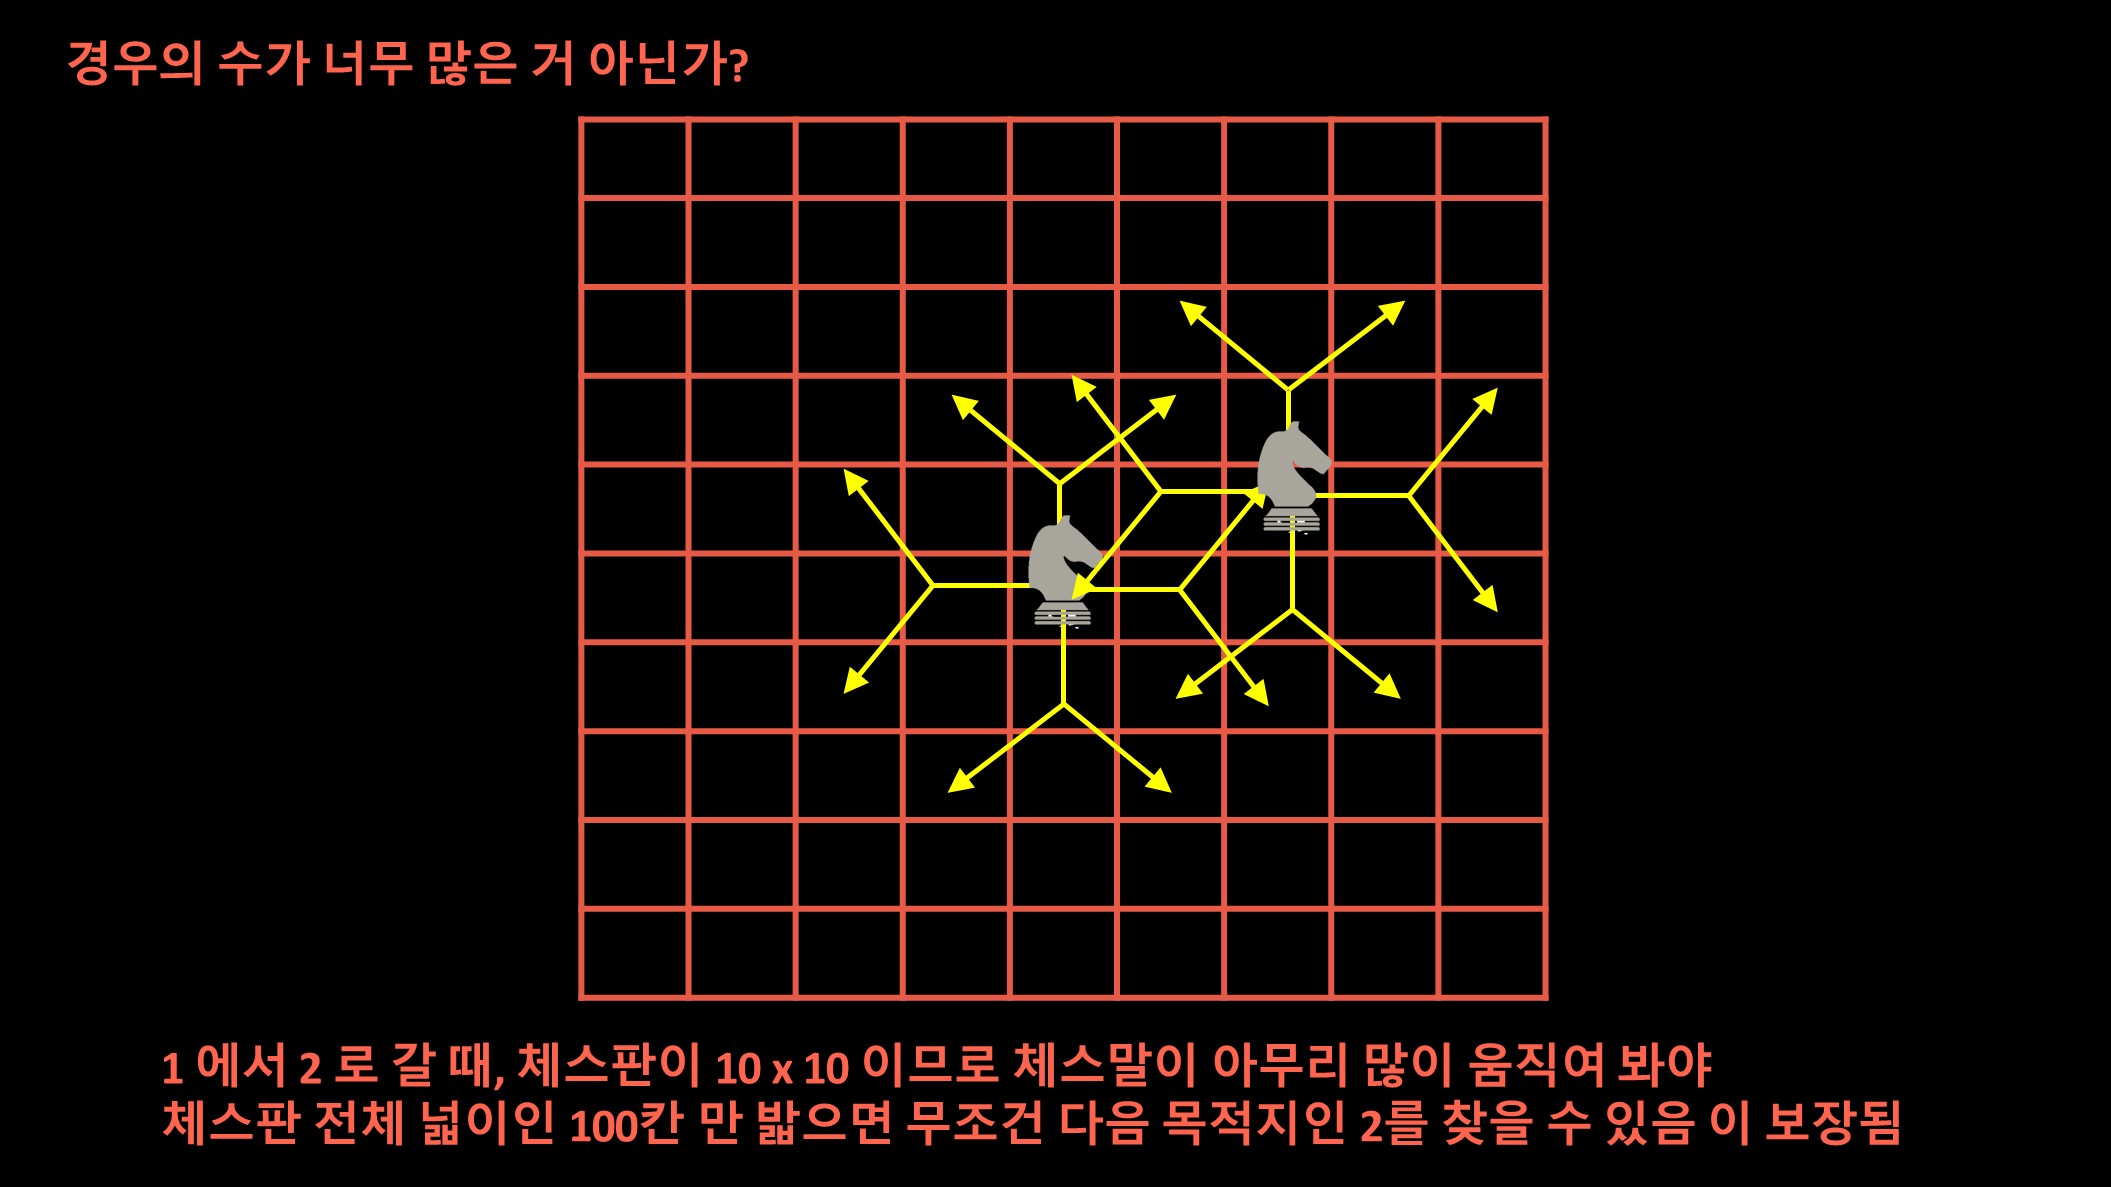 경우의 수가 너무 많은 거 아닌가?
1 에서 2 로 갈 때, 체스판이 10 x 10 이므로 체스말이 아무리 많이 움직여 봐야
체스판 전체 넓이인 100칸 만 밟으면 무조건 다음 목적지인 2를 찾을 수 있음 이 보장됨